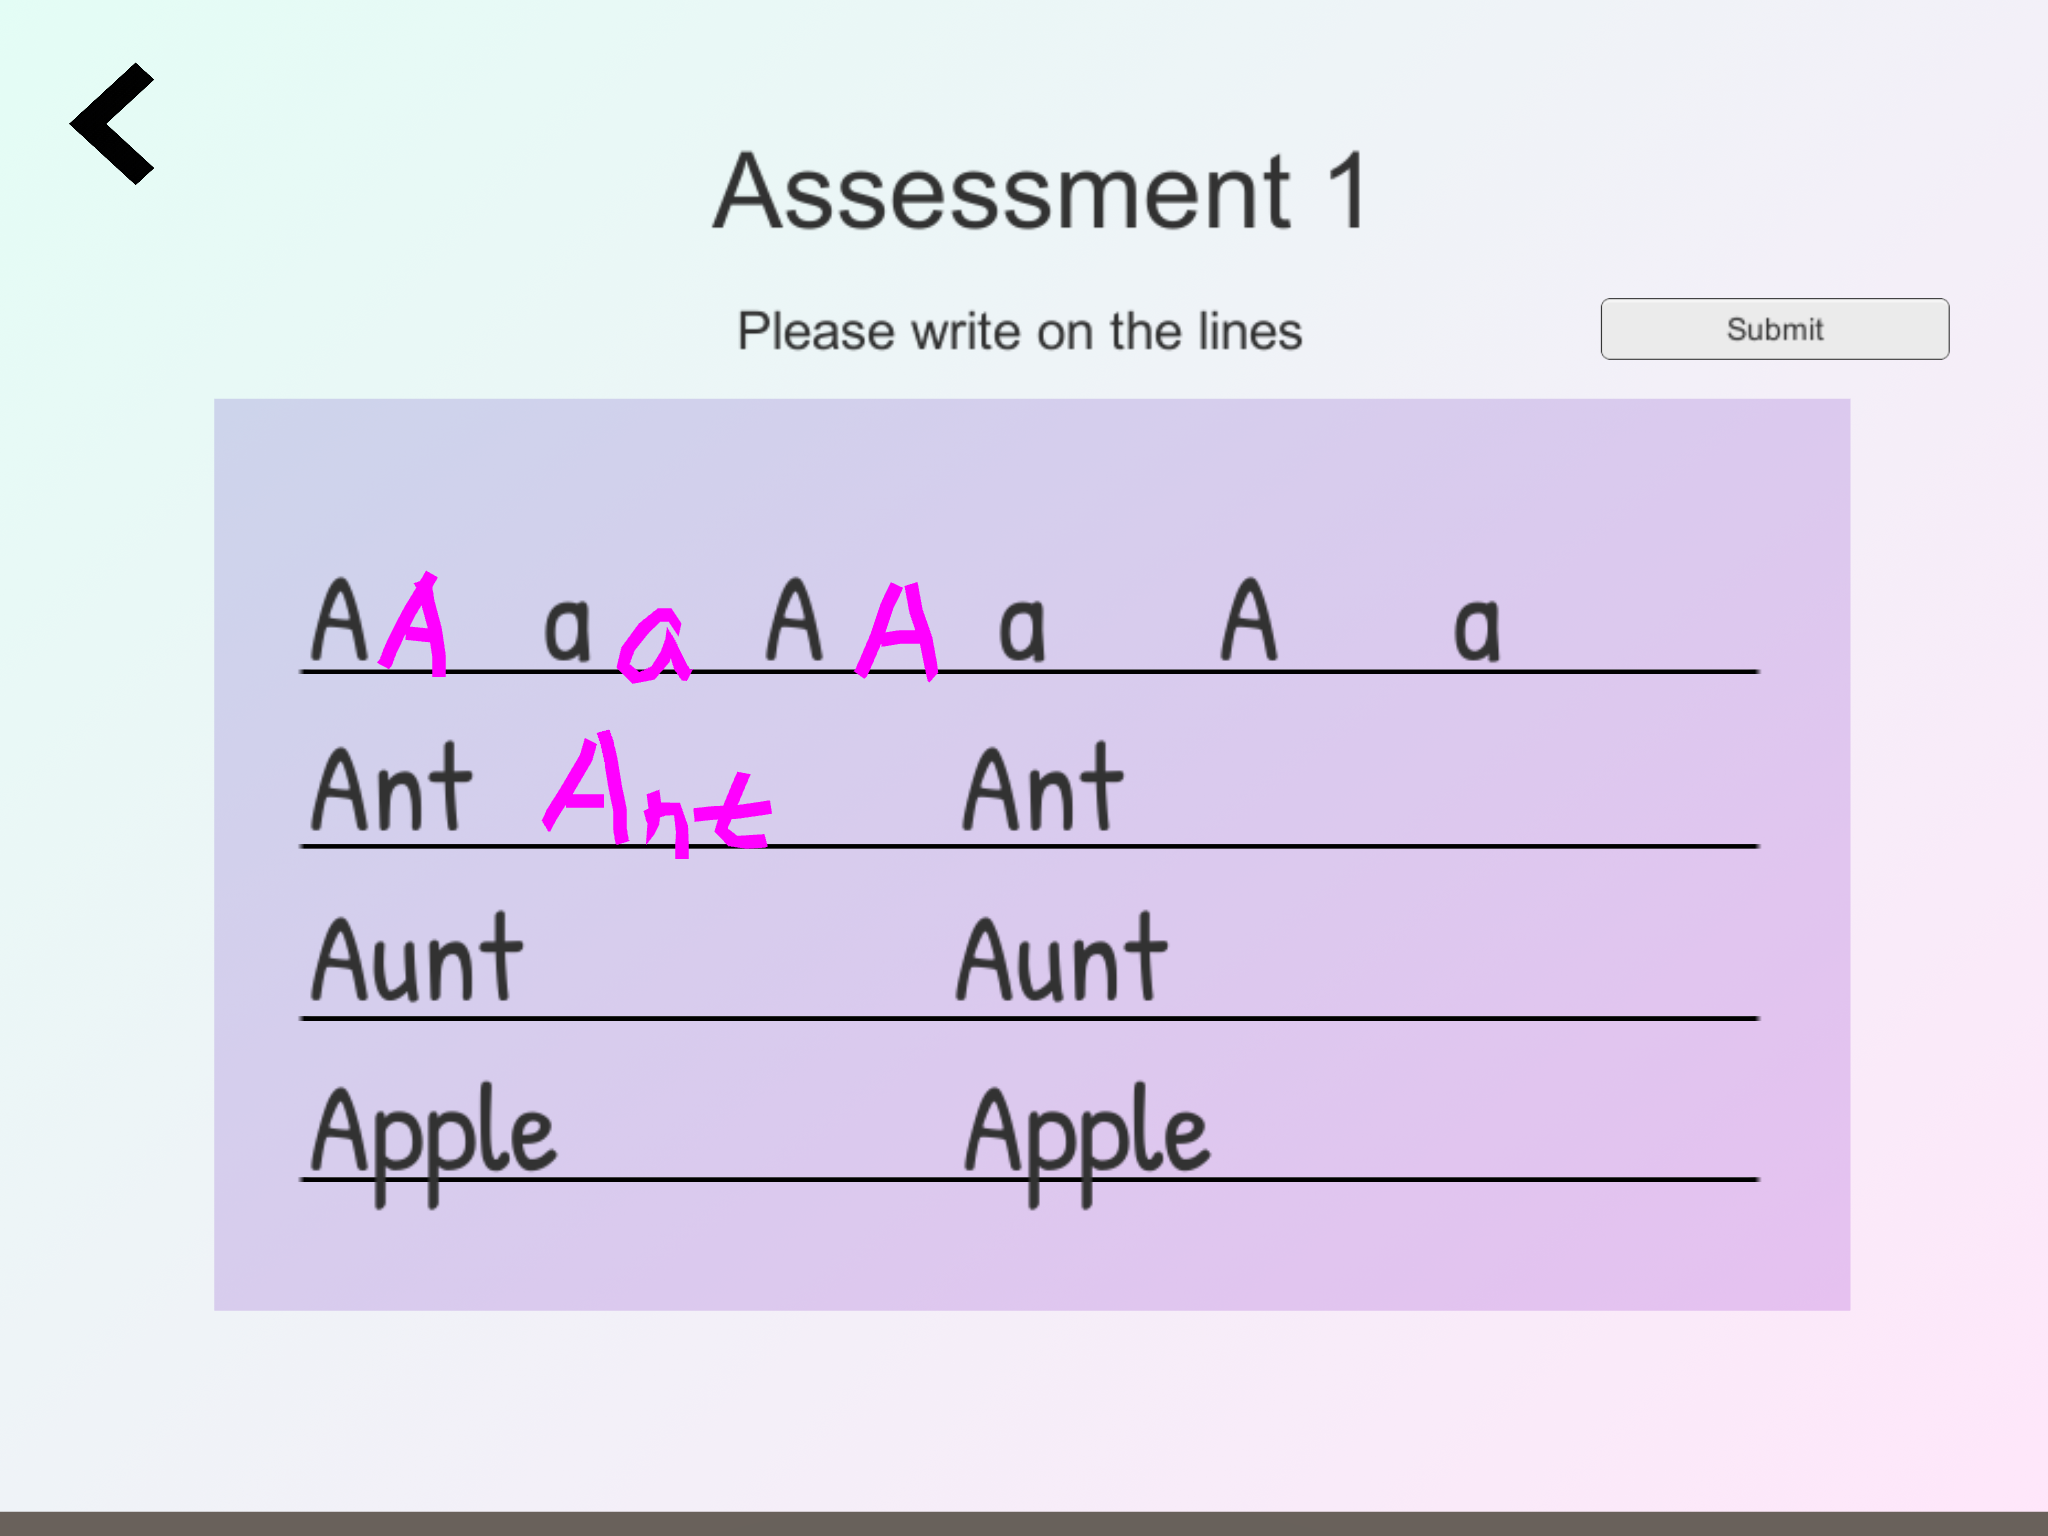 Assessment 1
Please write on the lines
Submit
A A a a A A a A a
Ant Ant Ant
Aunt Aunt
Apple Apple